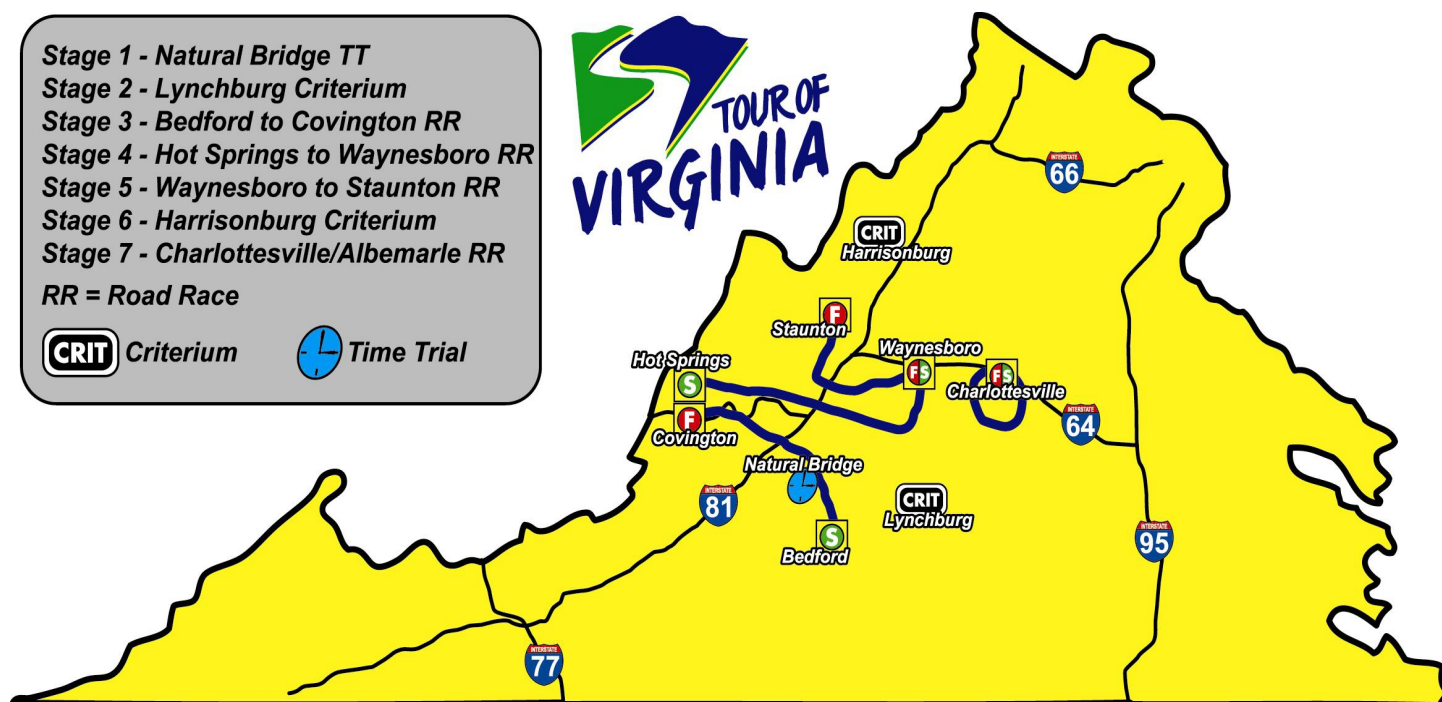 Stage 1 - Natural Bridge TT
Stage 2 - Lynchburg Criterium
Stage 3 - Bedford to Covington RR
Stage 4 - Hot Springs to Waynesboro RR
Stage 5 - Waynesboro to Staunton RR
Stage 6 - Harrisonburg Criterium
Stage 7 - Charlottesville/Albemarle RR
RR = Road Race
CRIT Criterium
Time Trial
TOUR OF
VIRGINIA
INTERSTATE
66
CRIT
Harrisonburg
F
Staunton
Hot Springs
S
Waynesboro
F S
F S
Charlottesville
F
Covington
INTERSTATE
64
Natural Bridge
INTERSTATE
81
CRIT
Lynchburg
S
Bedford
INTERSTATE
95
INTERSTATE
77